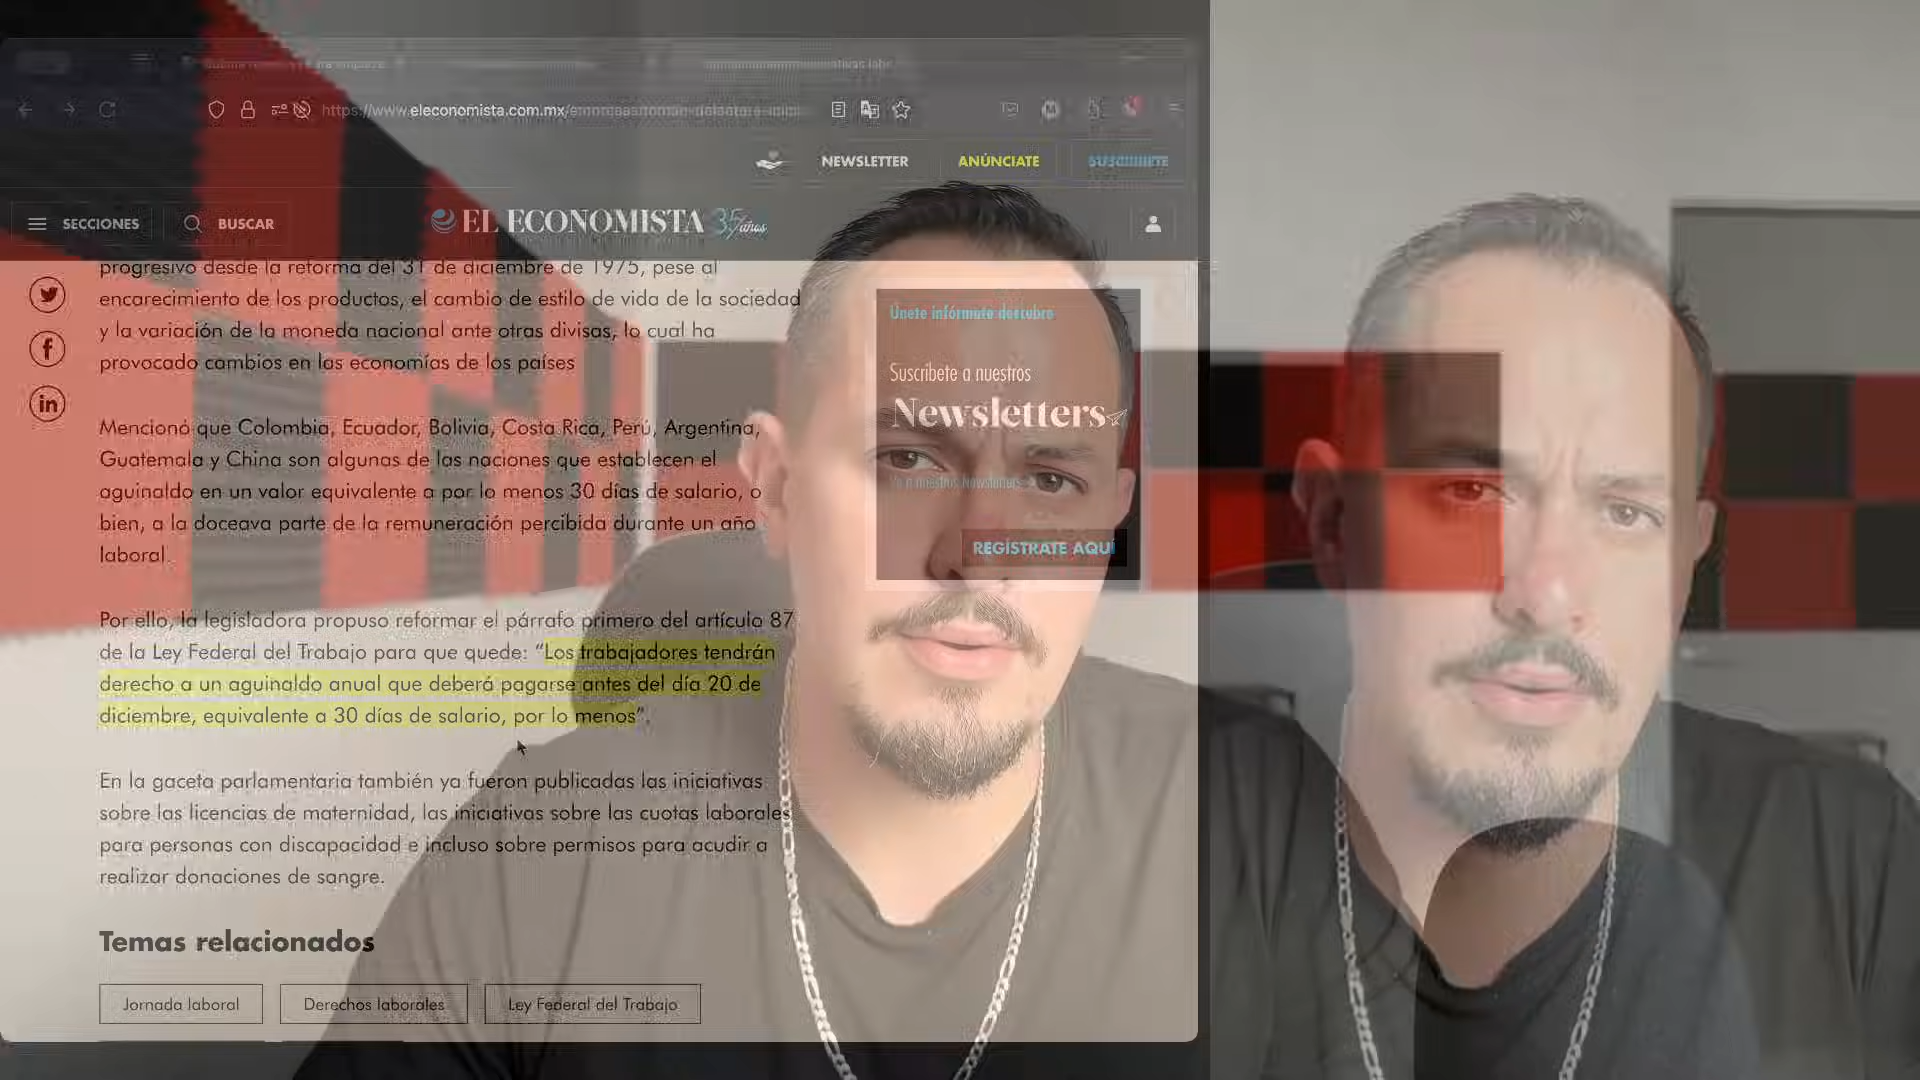 https://www.eleconomista.com.mx/
NEWSLETTER
ANÚNCIATE
SUSCRÍBETE
SECCIONES
BUSCAR
EL ECONOMISTA 35 años
progresivo desde la reforma del 31 de diciembre de 1975, pese al
encarecimiento de los productos, el cambio de estilo de vida de la sociedad
y la variación de la moneda nacional ante otras divisas, lo cual ha
provocado cambios en las economías de los países
Mencionó que Colombia, Ecuador, Bolivia, Costa Rica, Perú, Argentina,
Guatemala y China son algunas de las naciones que establecen el
aguinaldo en un valor equivalente a por lo menos 30 días de salario, o
bien, a la doceava parte de la remuneración percibida durante un año
laboral.
Por ello, la legisladora propuso reformar el párrafo primero del artículo 87
de la Ley Federal del Trabajo para que quede: “Los trabajadores tendrán
derecho a un aguinaldo anual que deberá pagarse antes del día 20 de
diciembre, equivalente a 30 días de salario, por lo menos”.
En la gaceta parlamentaria también ya fueron publicadas las iniciativas
sobre las licencias de maternidad, las iniciativas sobre las cuotas laborales
para personas con discapacidad e incluso sobre permisos para acudir a
realizar donaciones de sangre.
Temas relacionados
Jornada laboral
Derechos laborales
Ley Federal del Trabajo
Únete infórmate descubre
Suscríbete a nuestros
Newsletters
Ve a nuestros Newsletters
REGÍSTRATE AQUÍ